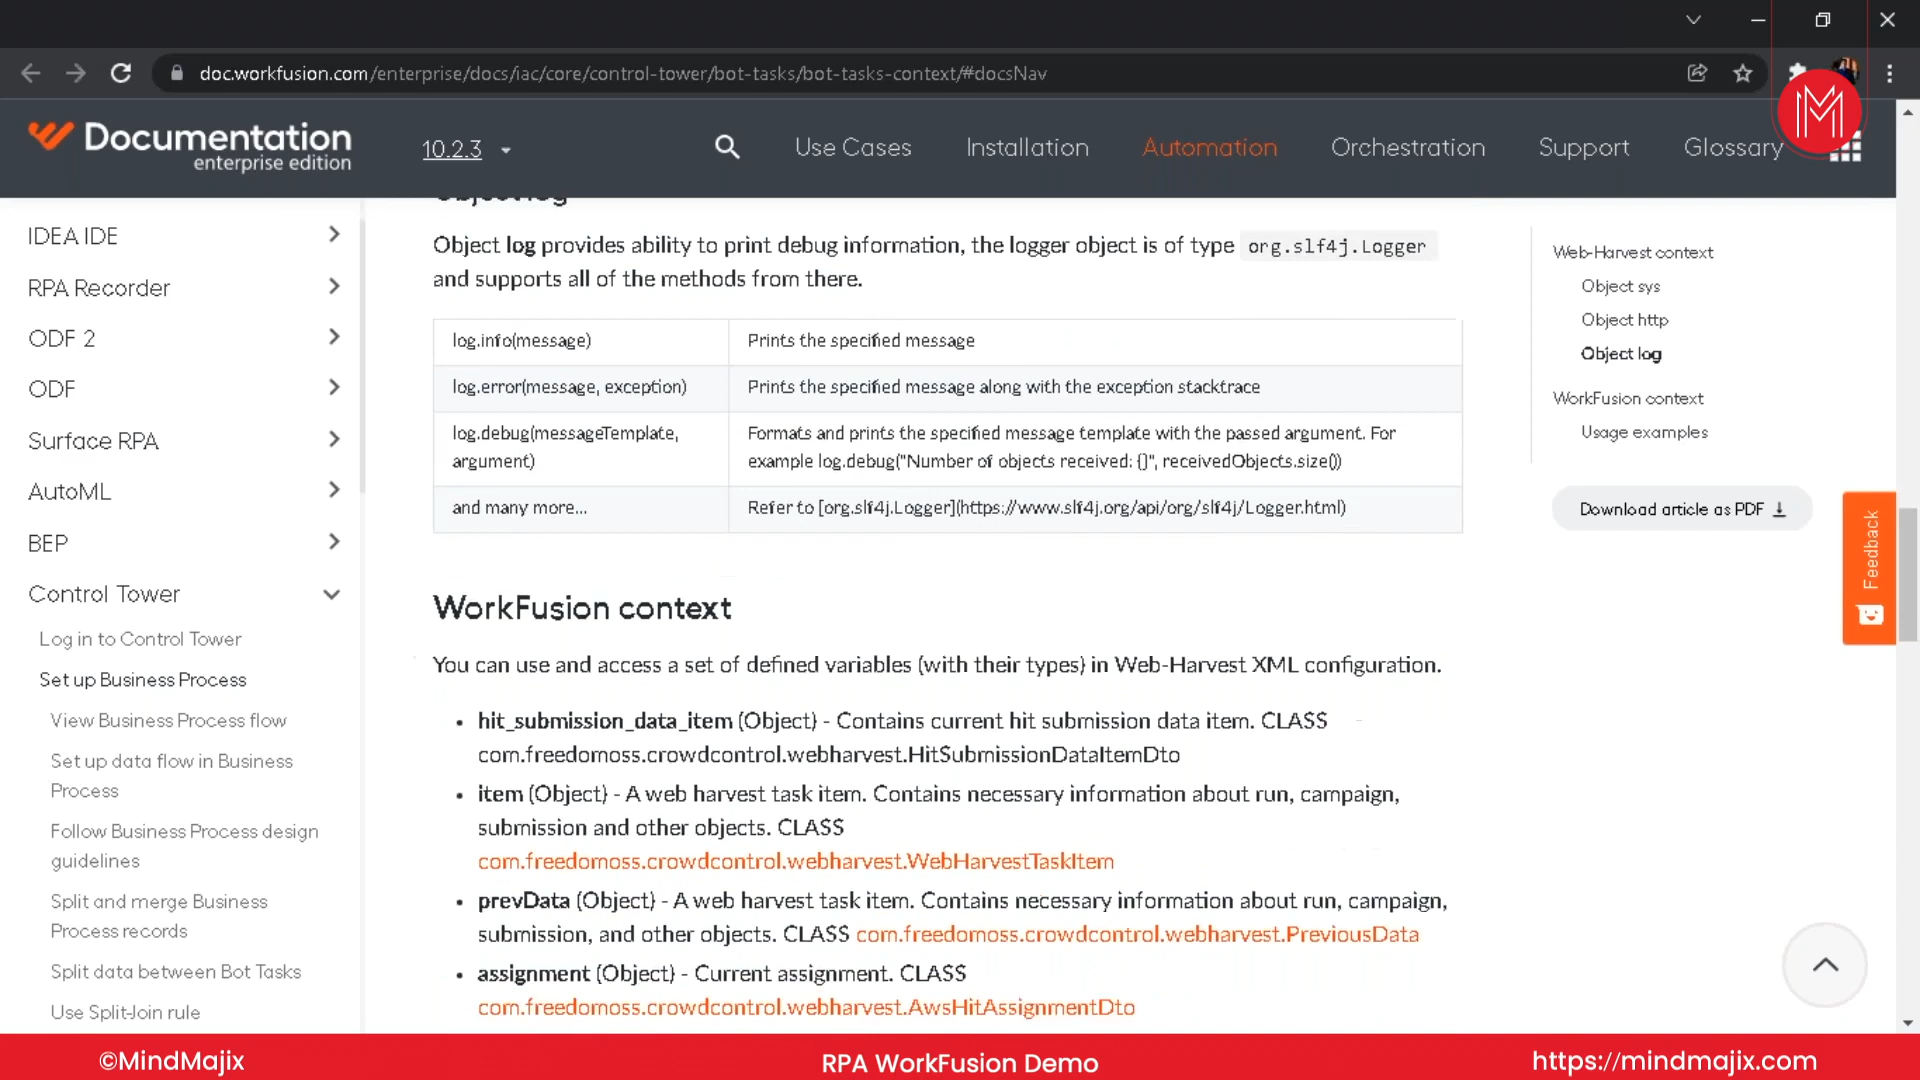 doc.workfusion.com/enterprise/docs/iac/core/control-tower/bot-tasks/bot-tasks-context/#docsNav
Documentation
enterprise edition
10.2.3
Use Cases
Installation
Automation
Orchestration
Support
Glossary
IDEA IDE
RPA Recorder
ODF 2
ODF
Surface RPA
AutoML
BEP
Control Tower
Log in to Control Tower
Set up Business Process
View Business Process flow
Set up data flow in Business
Process
Follow Business Process design
guidelines
Split and merge Business
Process records
Split data between Bot Tasks
Use Split-Join rule
Object log
Object log provides ability to print debug information, the logger object is of type org.slf4j.Logger
and supports all of the methods from there.
log.info(message)
Prints the specified message
log.error(message, exception)
Prints the specified message along with the exception stacktrace
log.debug(messageTemplate,
argument)
Formats and prints the specified message template with the passed argument. For
example log.debug("Number of objects received: {}", receivedObjects.size())
and many more...
Refer to [org.slf4j.Logger](https://www.slf4j.org/api/org/slf4j/Logger.html)
WorkFusion context
You can use and access a set of defined variables (with their types) in Web-Harvest XML configuration.
• hit_submission_data_item (Object) - Contains current hit submission data item. CLASS
com.freedomoss.crowdcontrol.webharvest.HitSubmissionDataItemDto
• item (Object) - A web harvest task item. Contains necessary information about run, campaign,
submission and other objects. CLASS
com.freedomoss.crowdcontrol.webharvest.WebHarvestTaskItem
• prevData (Object) - A web harvest task item. Contains necessary information about run, campaign,
submission, and other objects. CLASS com.freedomoss.crowdcontrol.webharvest.PreviousData
• assignment (Object) - Current assignment. CLASS
com.freedomoss.crowdcontrol.webharvest.AwsHitAssignmentDto
Web-Harvest context
Object sys
Object http
Object log
WorkFusion context
Usage examples
Download article as PDF
Feedback
©MindMajix
RPA WorkFusion Demo
https://mindmajix.com